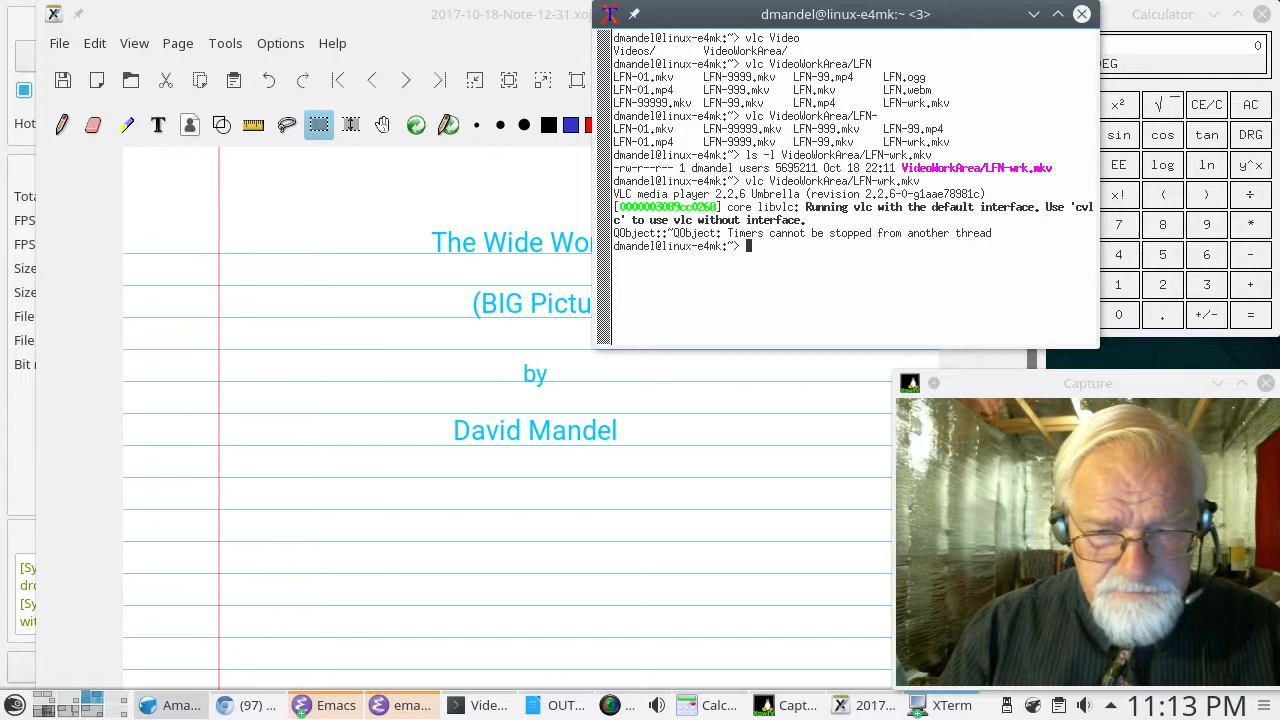 2017-10-18-Note-12-31.xoj
dmandel@linux-e4mk:~ <3>
Calculator
File Edit View Page Tools Options Help
dmandel@linux-e4mk:~> vlc Video
Videos/ VideoWorkArea/
dmandel@linux-e4mk:~> vlc VideoWorkArea/LFN
LFN-01.mkv LFN-9999.mkv LFN-99.mp4 LFN.ogg
LFN-01.mp4 LFN-999.mkv LFN.mkv LFN.webm
LFN-99999.mkv LFN-99.mkv LFN.mp4 LFN-wrk.mkv
dmandel@linux-e4mk:~> vlc VideoWorkArea/LFN-
LFN-01.mkv LFN-99999.mkv LFN-999.mkv LFN-99.mp4
LFN-01.mp4 LFN-9999.mkv LFN-99.mkv LFN-wrk.mkv
dmandel@linux-e4mk:~> ls -l VideoWorkArea/LFN-wrk.mkv
-rw-r--r-- 1 dmandel users 5695211 Oct 18 22:11 VideoWorkArea/LFN-wrk.mkv
dmandel@linux-e4mk:~> vlc VideoWorkArea/LFN-wrk.mkv
VLC media player 2.2.6 Umbrella (revision 2.2.6-0-g1aae78981c)
[0000003089cc0268] core libvlc: Running vlc with the default interface. Use 'cvl
c' to use vlc without interface.
QObject::~QObject: Timers cannot be stopped from another thread
dmandel@linux-e4mk:~>
0
DEG
x² √ CE/C AC
sin cos tan DRG
EE log ln y^x
x! ( ) ÷
7 8 9 *
4 5 6 -
1 2 3 +
0 . +/- =
Hot
Tota
FPS
FPS
Size
Size
File
File
Bit r
[Sy
dro
[Sy
wit
The Wide Wo
(BIG Pictu
by
David Mandel
Capture
Ama... (97) ... Emacs ema... Vide... OUT... ... Calc... Capt... 2017... XTerm 11:13 PM